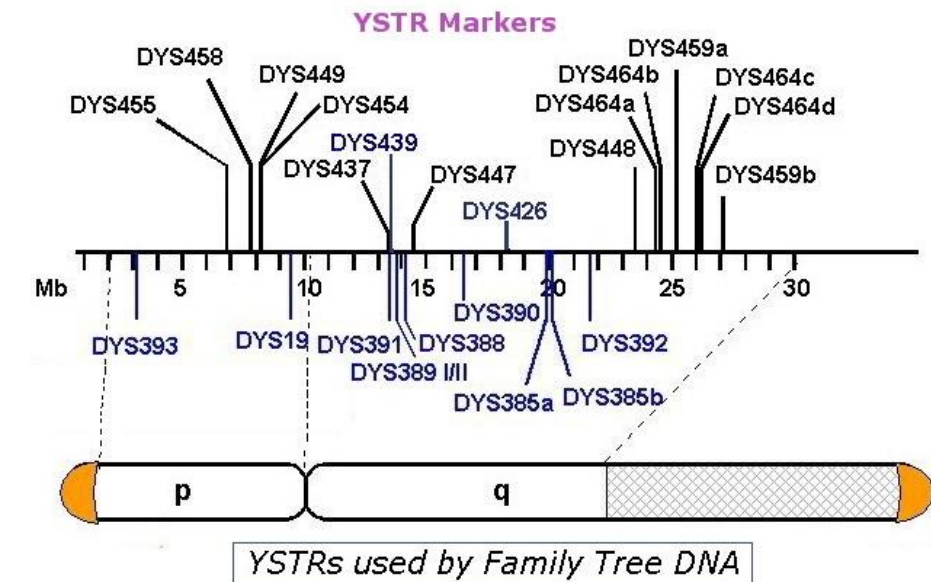 YSTR Markers
DYS459a
DYS458
DYS449
DYS464b
DYS464c
DYS455
DYS454
DYS464a
DYS464d
DYS439
DYS448
DYS437
DYS447
DYS459b
DYS426
Mb 5 10 15 20 30
DYS390
DYS393
DYS19
DYS391
DYS388
DYS392
DYS389 I/II
DYS385a
DYS385b
25
p
q
YSTRs used by Family Tree DNA